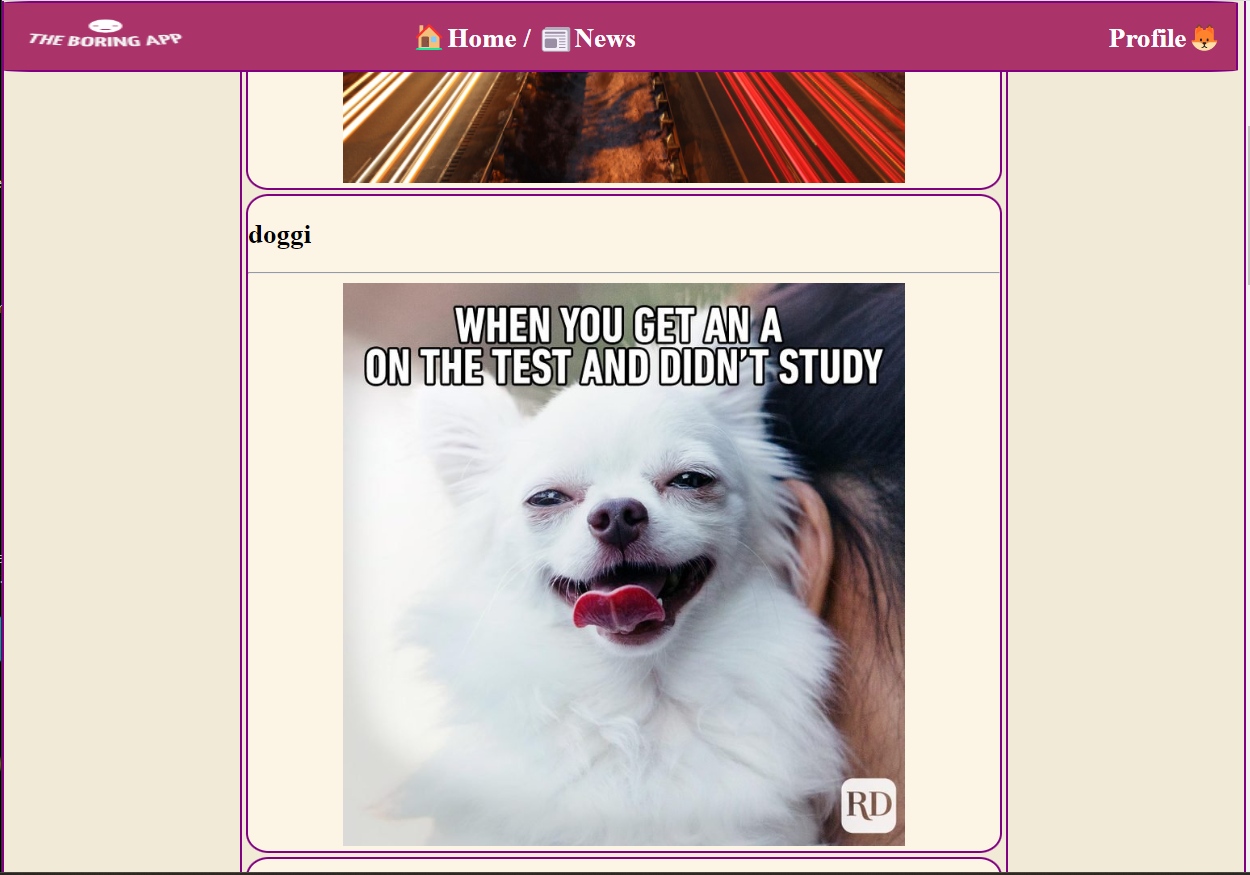 THE BORING APP
Home / News
Profile
doggi
WHEN YOU GET AN A
ON THE TEST AND DIDN'T STUDY
RD